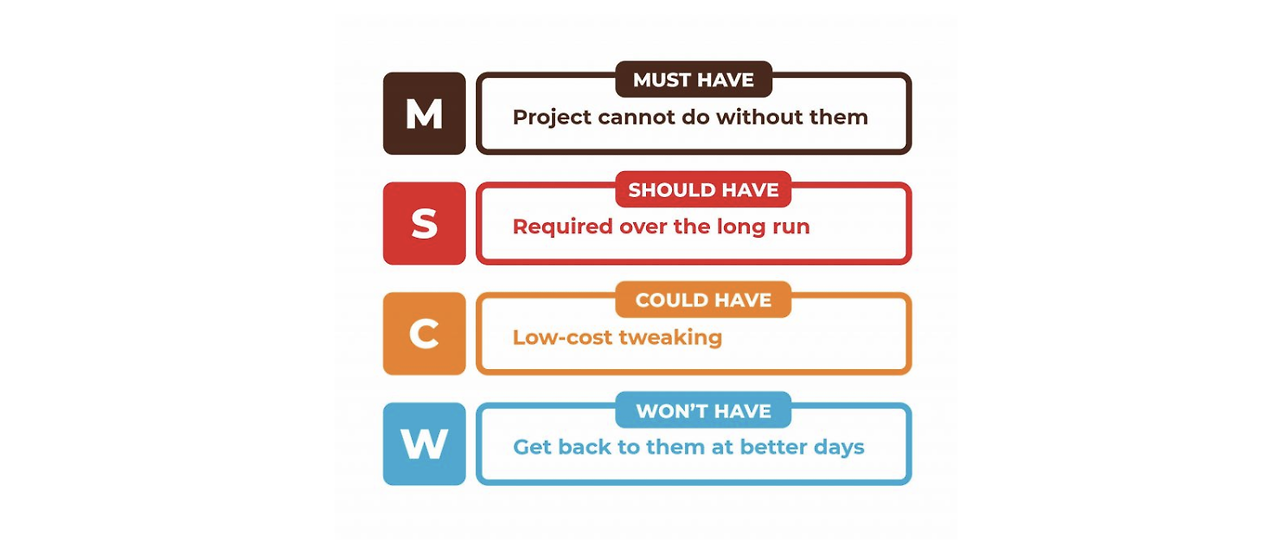 M
MUST HAVE
Project cannot do without them
S
SHOULD HAVE
Required over the long run
C
COULD HAVE
Low-cost tweaking
W
WON'T HAVE
Get back to them at better days